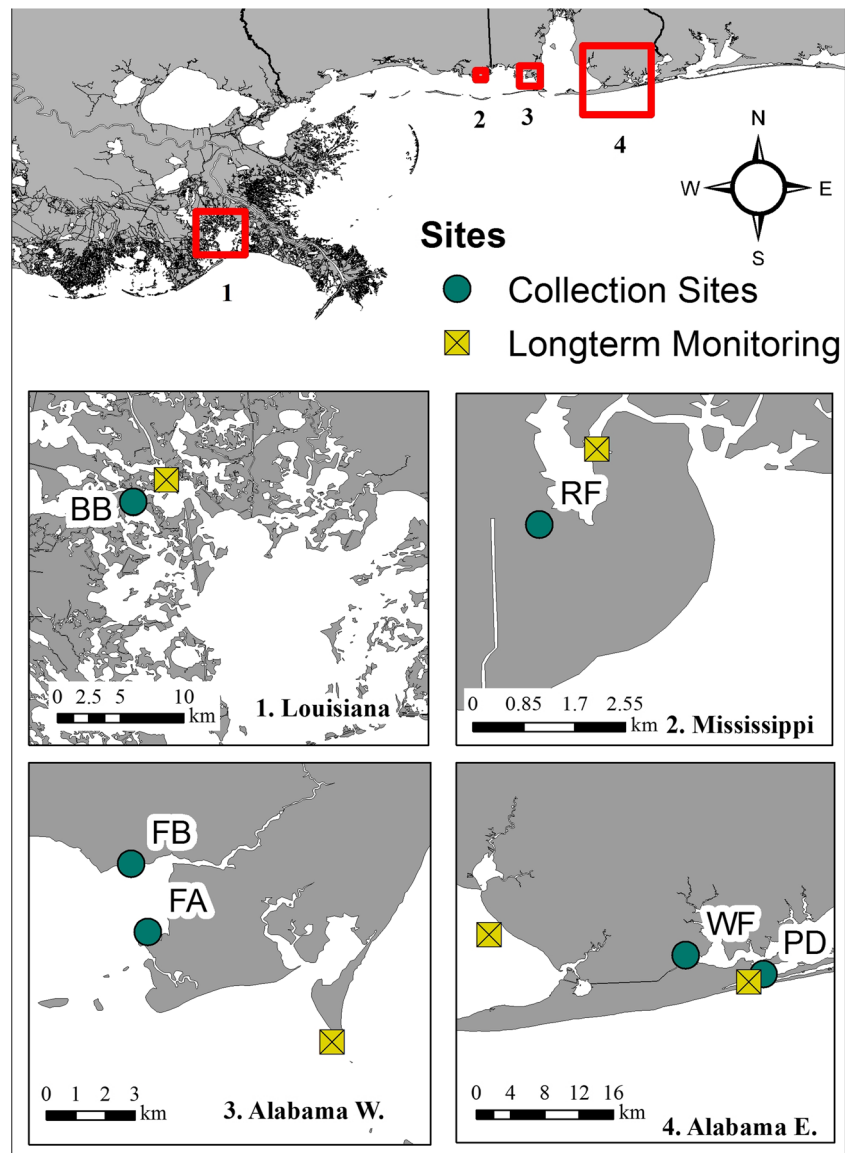 2
3
4
1
N
W
E
S
Sites
Collection Sites
Longterm Monitoring
BB
0 2.5 5 10
km
1. Louisiana
RF
0 0.85 1.7 2.55
km
2. Mississippi
FB
FA
0 1 2 3
km
3. Alabama W.
WF
PD
0 4 8 16
km
4. Alabama E.